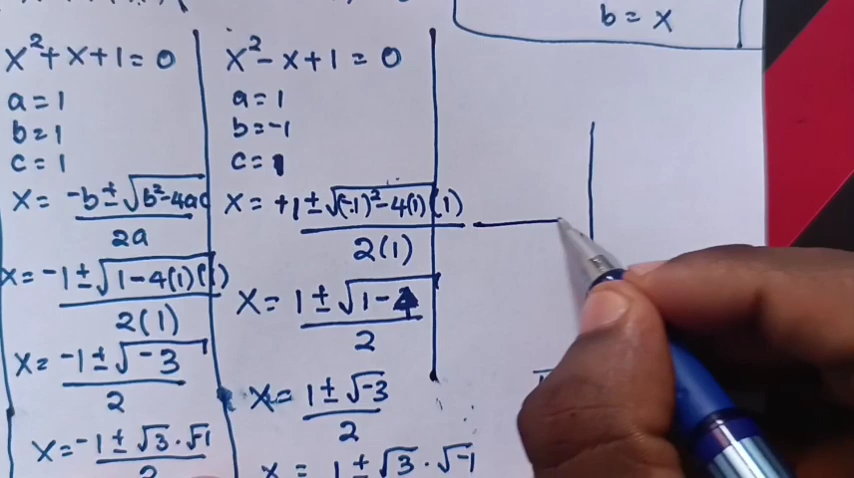 b = x
x²+x+1=0
a=1
b=1
c=1
x= -b±√b²-4ac
2a
x= -1±√1-4(1)(1)
2(1)
x= -1±√-3
2
x= -1±√3·√1
2
x²-x+1=0
a=1
b=-1
c=1
x= +1±√(-1)²-4(1)(1)
2(1)
x= 1±√1-4
2
x= 1±√-3
2
x= 1±√3·√-1